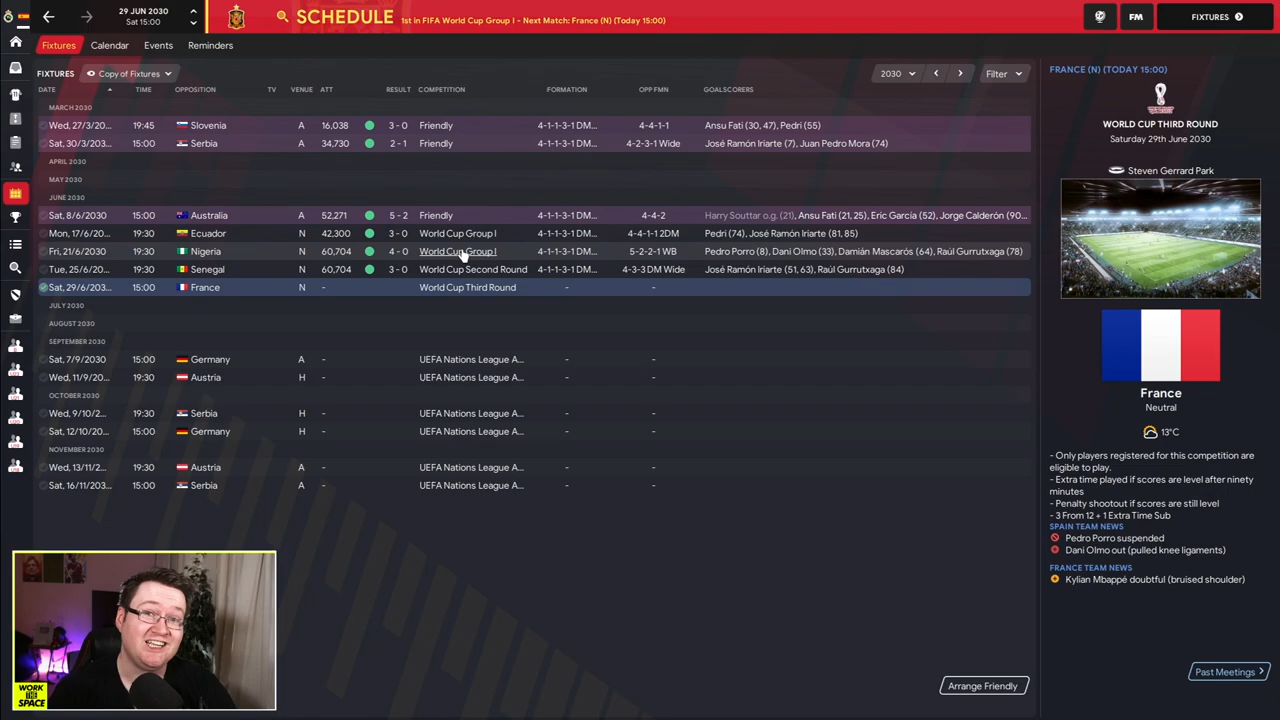 29 JUN 2030
Sat 15:00
SCHEDULE
1st in FIFA World Cup Group I - Next Match: France (N) (Today 15:00)
FM
FIXTURES
Fixtures
Calendar
Events
Reminders
FIXTURES
Copy of Fixtures
2030
Filter
DATE TIME OPPOSITION TV VENUE ATT RESULT COMPETITION FORMATION OPP FMN GOALSCORERS
MARCH 2030
Wed, 27/3/20... 19:45 Slovenia A 16,038 3 - 0 Friendly 4-1-1-3-1 DM... 4-4-1-1 Ansu Fati (30, 47), Pedri (55)
Sat, 30/3/203... 15:00 Serbia A 34,730 2 - 1 Friendly 4-1-1-3-1 DM... 4-2-3-1 Wide José Ramón Iriarte (7), Juan Pedro Mora (74)
APRIL 2030
MAY 2030
JUNE 2030
Sat, 8/6/2030 15:00 Australia A 52,271 5 - 2 Friendly 4-1-1-3-1 DM... 4-4-2 Harry Souttar o.g. (21), Ansu Fati (21, 25), Eric García (52), Jorge Calderón (90...
Mon, 17/6/20... 19:30 Ecuador N 42,300 3 - 0 World Cup Group I 4-1-1-3-1 DM... 4-4-1-1 2DM Pedri (74), José Ramón Iriarte (81, 85)
Fri, 21/6/2030 19:30 Nigeria N 60,704 4 - 0 World Cup Group I 4-1-1-3-1 DM... 5-2-2-1 WB Pedro Porro (8), Dani Olmo (33), Damián Mascarós (64), Raúl Gurrutxaga (78)
Tue, 25/6/20... 19:30 Senegal N 60,704 3 - 0 World Cup Second Round 4-1-1-3-1 DM... 4-3-3 DM Wide José Ramón Iriarte (51, 63), Raúl Gurrutxaga (84)
Sat, 29/6/203... 15:00 France N - World Cup Third Round - -
JULY 2030
AUGUST 2030
SEPTEMBER 2030
Sat, 7/9/2030 15:00 Germany A - UEFA Nations League A... - -
Wed, 11/9/20... 19:30 Austria H - UEFA Nations League A... - -
OCTOBER 2030
Wed, 9/10/2... 19:30 Serbia H - UEFA Nations League A... - -
Sat, 12/10/20... 15:00 Germany H - UEFA Nations League A... - -
NOVEMBER 2030
Wed, 13/11/2... 19:30 Austria A - UEFA Nations League A... - -
Sat, 16/11/203... 15:00 Serbia A - UEFA Nations League A... - -
Arrange Friendly
FRANCE (N) (TODAY 15:00)
WORLD CUP THIRD ROUND
Saturday 29th June 2030
Steven Gerrard Park
France
Neutral
13°C
- Only players registered for this competition are
eligible to play.
- Extra time played if scores are level after ninety
minutes
- Penalty shootout if scores are still level
- 3 From 12 + 1 Extra Time Sub
SPAIN TEAM NEWS
Pedro Porro suspended
Dani Olmo out (pulled knee ligaments)
FRANCE TEAM NEWS
Kylian Mbappé doubtful (bruised shoulder)
Past Meetings
WORK
THE
SPACE